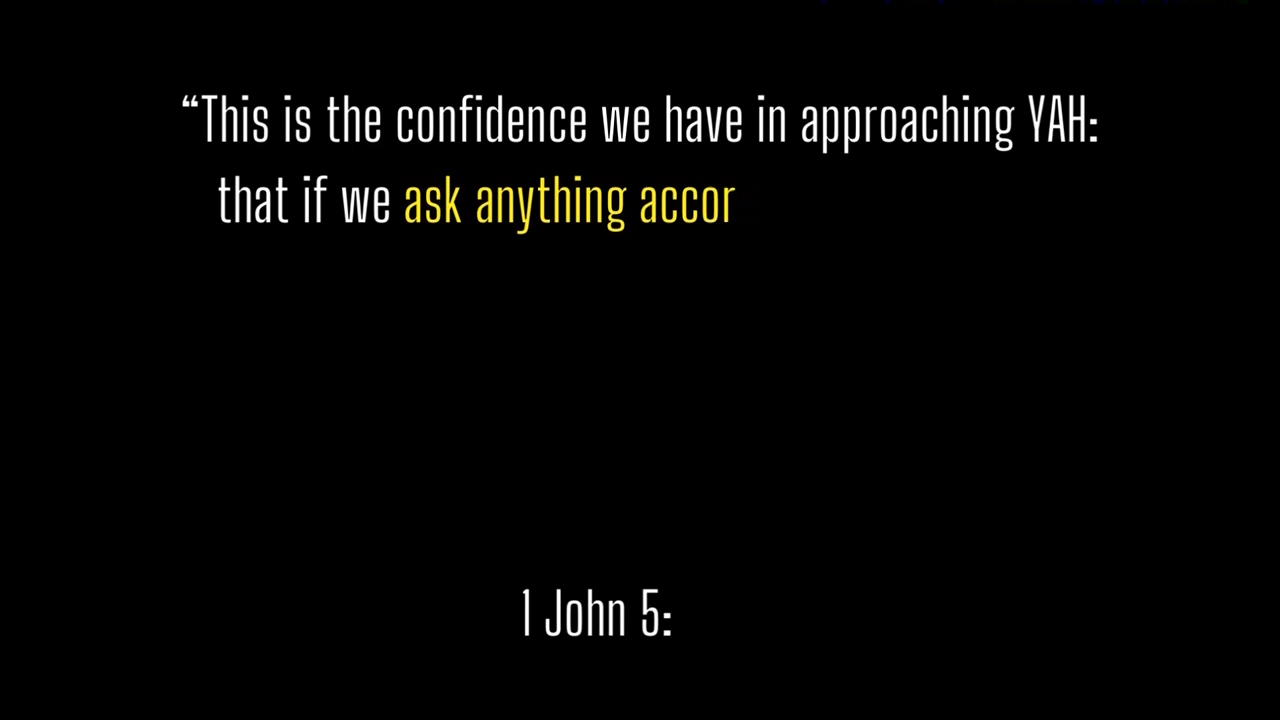 “This is the confidence we have in approaching YAH:
that if we ask anything accor
1 John 5: